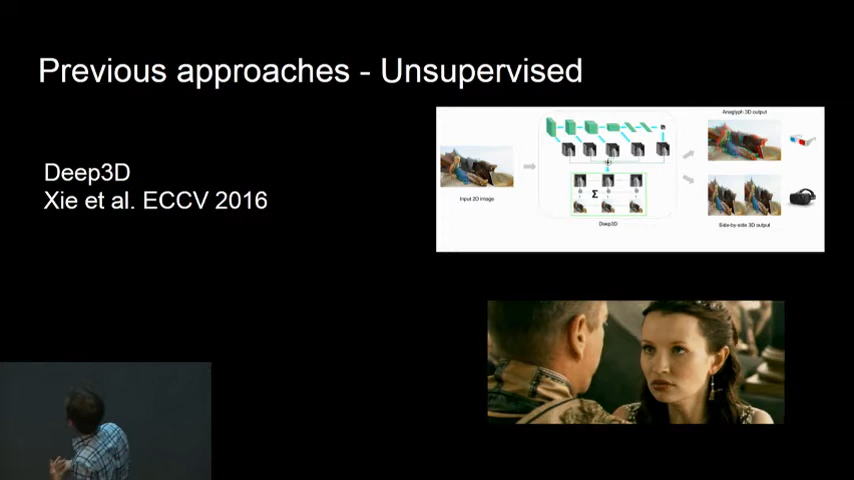 Previous approaches - Unsupervised
Deep3D
Xie et al. ECCV 2016
Anaglyph 3D output
Input 2D image
Σ
Deep3D
Side-by-side 3D output